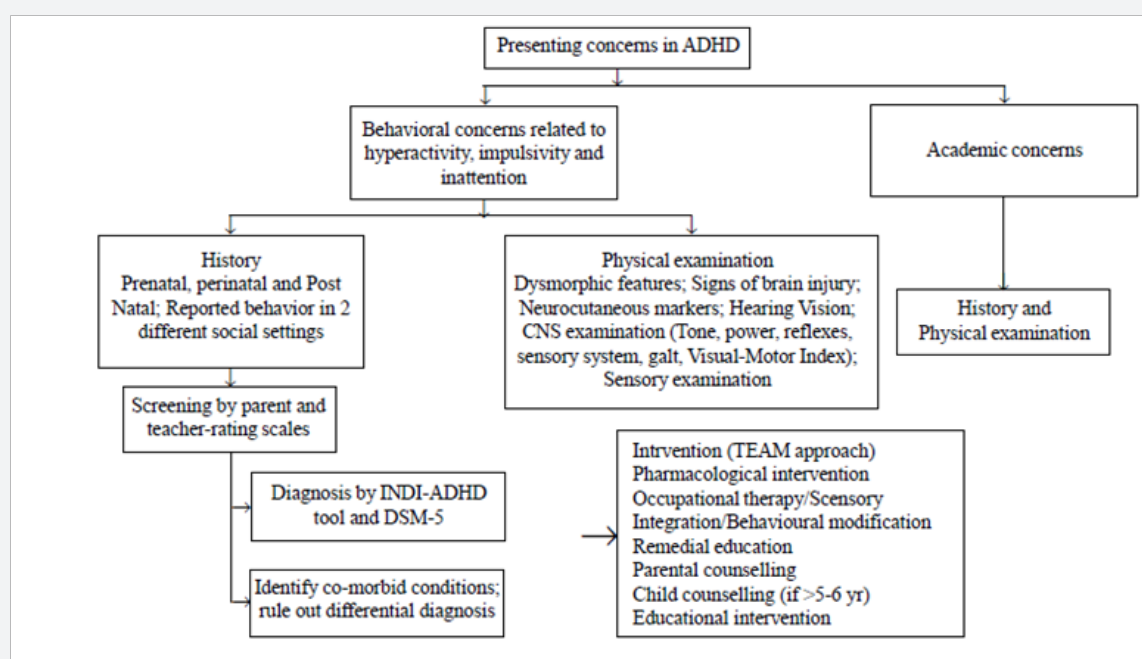 Presenting concerns in ADHD
Behavioral concerns related to
hyperactivity, impulsivity and
inattention
Academic concerns
History
Prenatal, perinatal and Post
Natal; Reported behavior in 2
different social settings
Physical examination
Dysmorphic features; Signs of brain injury;
Neurocutaneous markers; Hearing Vision;
CNS examination (Tone, power, reflexes,
sensory system, galt, Visual-Motor Index);
Sensory examination
History and
Physical examination
Screening by parent and
teacher-rating scales
Diagnosis by INDI-ADHD
tool and DSM-5
Identify co-morbid conditions;
rule out differential diagnosis
Intrvention (TEAM approach)
Pharmacological intervention
Occupational therapy/Scensory
Integration/Behavioural modification
Remedial education
Parental counselling
Child counselling (if >5-6 yr)
Educational intervention